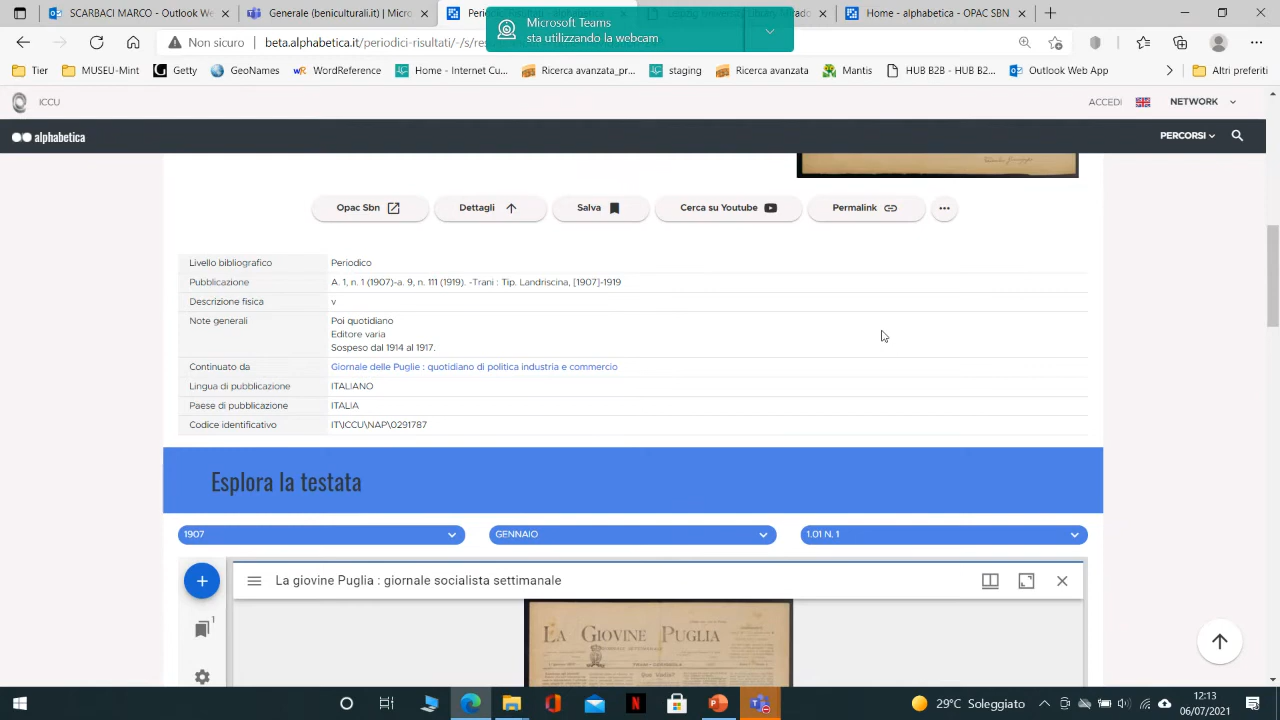 OBBACCIO MARCO - Outlook
Generale (on-culturali.it) | Micro
Microsoft Teams
Home - alphabetica - PAC SBN
sta utilizzando la webcam
Non sicuro
beta.alphabetica.it/periodici-risultati/-/s/res
Tier
MUSEU-Mint
Getty
GeoNames
WordReference
Home - Internet Cu...
Ricerca avanzata_pr...
staging
Ricerca avanzata
Mantis
HUB B2B - HUB B2...
Outlook Web App
Altri preferiti
ICCU
ACCEDI
NETWORK
alphabetica
PERCORSI
Opac Sbn
Dettagli
Salva
Cerca su Youtube
Permalink
Livello bibliografico Periodico
Pubblicazione A. 1, n. 1 (1907)-a. 9, n. 111 (1919). -Trani : Tip. Landriscina, [1907]-1919
Descrizione fisica v
Note generali Poi quotidiano
Editore varia
Sospeso dal 1914 al 1917.
Continuato da Giornale delle Puglie : quotidiano di politica industria e commercio
Lingua di pubblicazione ITALIANO
Paese di pubblicazione ITALIA
Codice identificativo IT\ICCU\NAP\0291787
Esplora la testata
1907
GENNAIO
1.01 N. 1
La giovine Puglia : giornale socialista settimanale
1
LA GIOVINE PUGLIA
29°C Soleggiato
12:13
06/07/2021